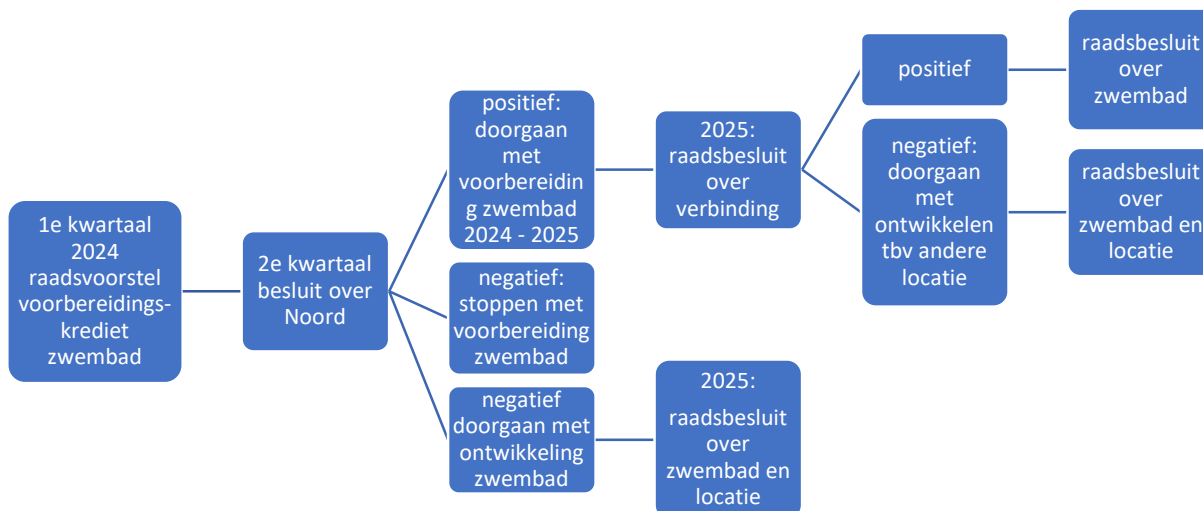 1e kwartaal
2024
raadsvoorstel
voorbereidings-
krediet
zwembad
2e kwartaal
besluit over
Noord
positief:
doorgaan
met
voorbereidin
g zwembad
2024 - 2025
negatief:
stoppen met
voorbereiding
zwembad
negatief
doorgaan met
ontwikkeling
zwembad
2025:
raadsbesluit
over
verbinding
2025:
raadsbesluit
over
zwembad en
locatie
positief
negatief:
doorgaan
met
ontwikkelen
tbv andere
locatie
raadsbesluit
over
zwembad
raadsbesluit
over
zwembad en
locatie